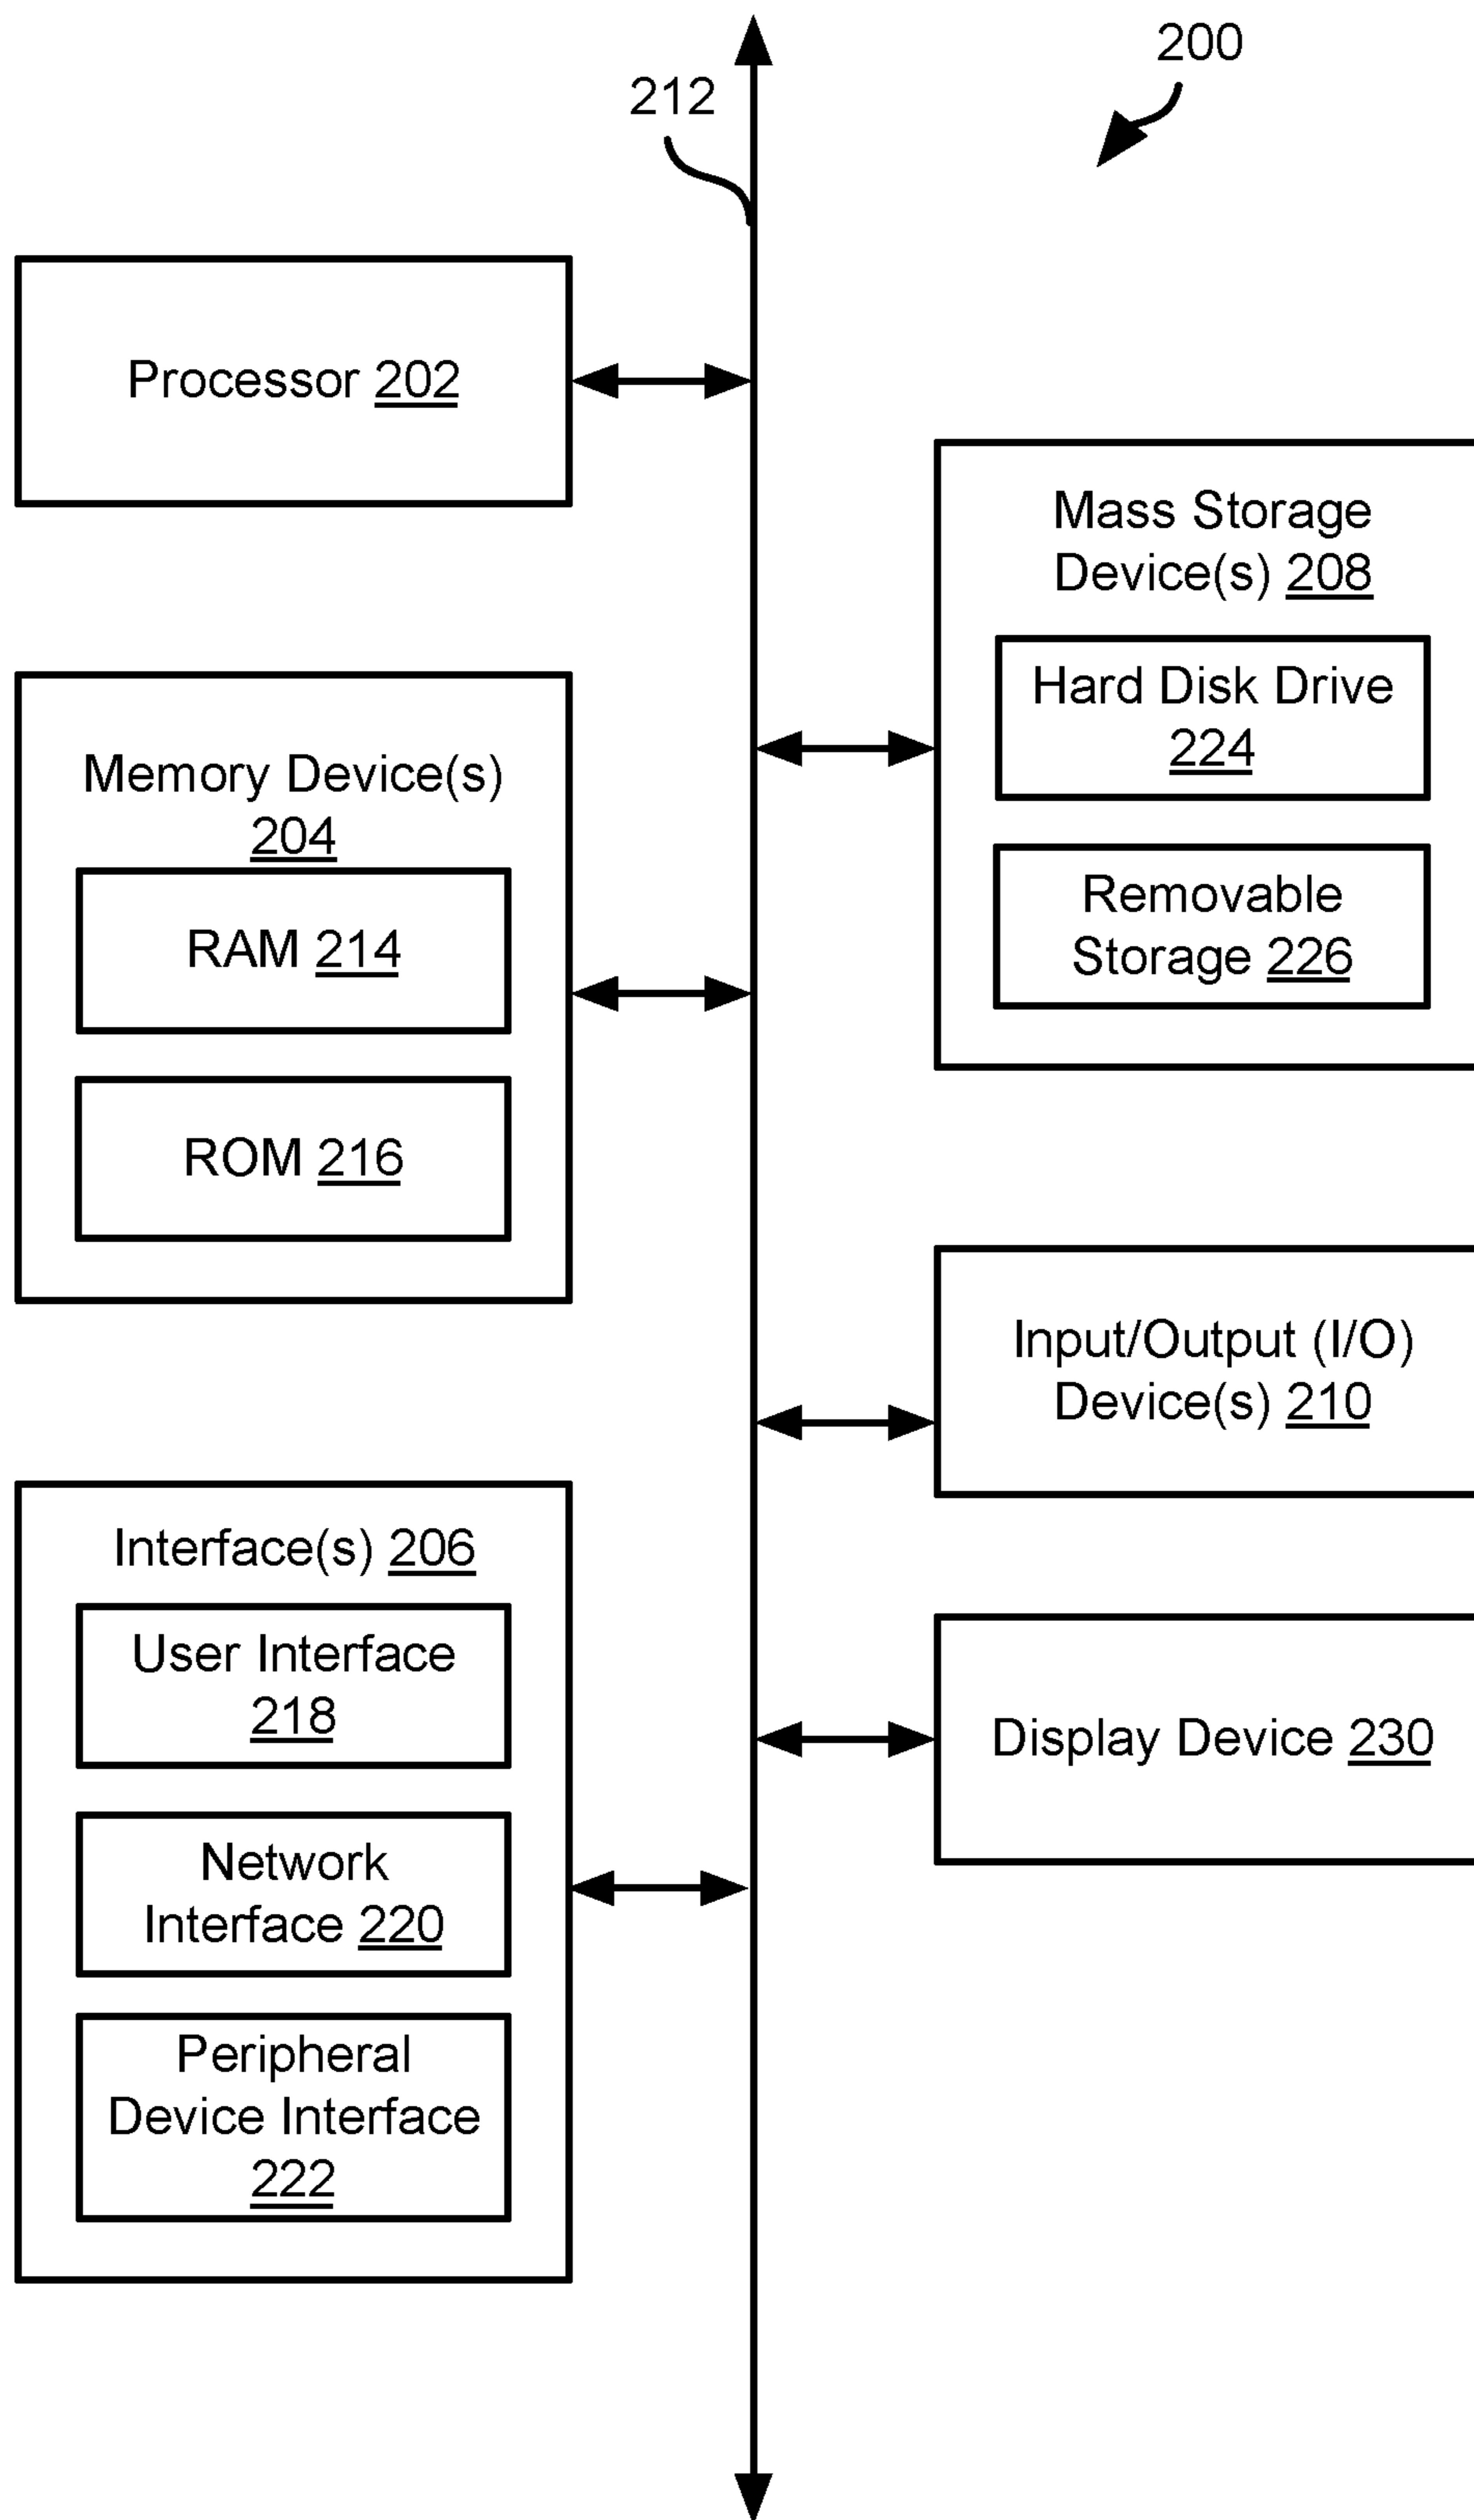 200
212
Processor 202
Mass Storage
Device(s) 208
Hard Disk Drive
224
Removable
Storage 226
Memory Device(s)
204
RAM 214
ROM 216
Input/Output (I/O)
Device(s) 210
Interface(s) 206
User Interface
218
Network
Interface 220
Peripheral
Device Interface
222
Display Device 230